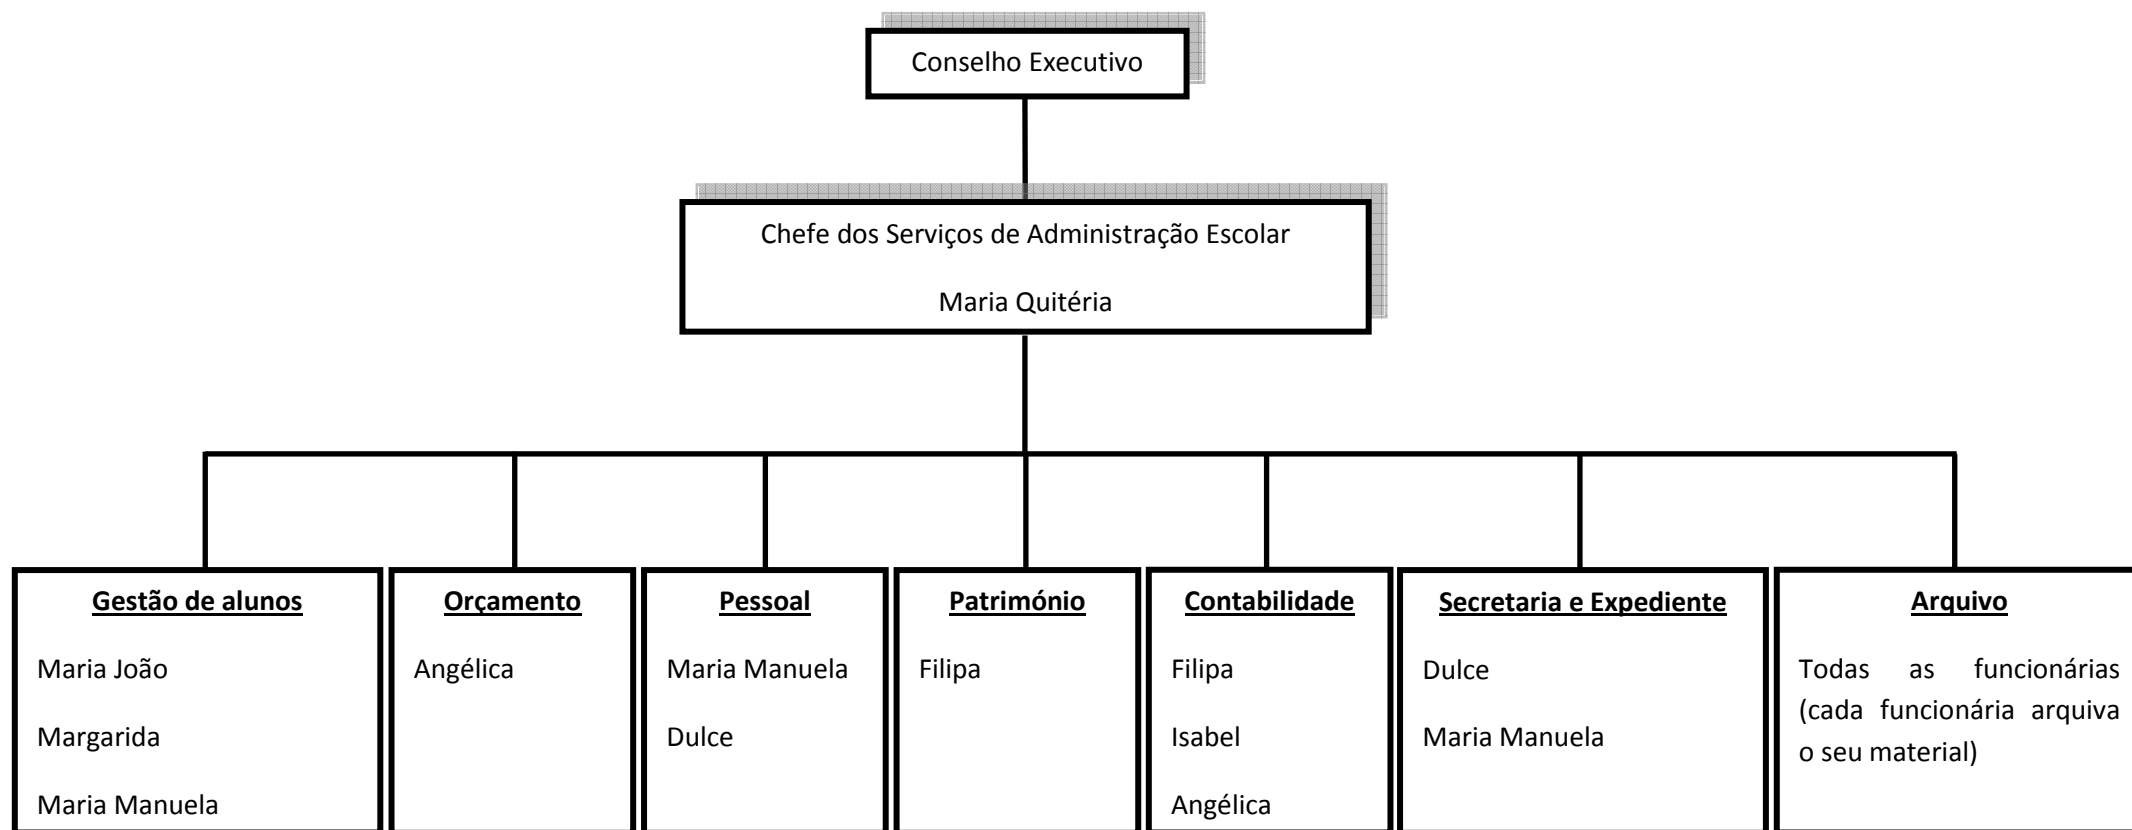 Conselho Executivo
Chefe dos Serviços de Administração Escolar
Maria Quitéria
Gestão de alunos
Maria João
Margarida
Maria Manuela
Orçamento
Angélica
Pessoal
Maria Manuela
Dulce
Património
Filipa
Contabilidade
Filipa
Isabel
Angélica
Secretaria e Expediente
Dulce
Maria Manuela
Arquivo
Todas as funcionárias
(cada funcionária arquiva
o seu material)